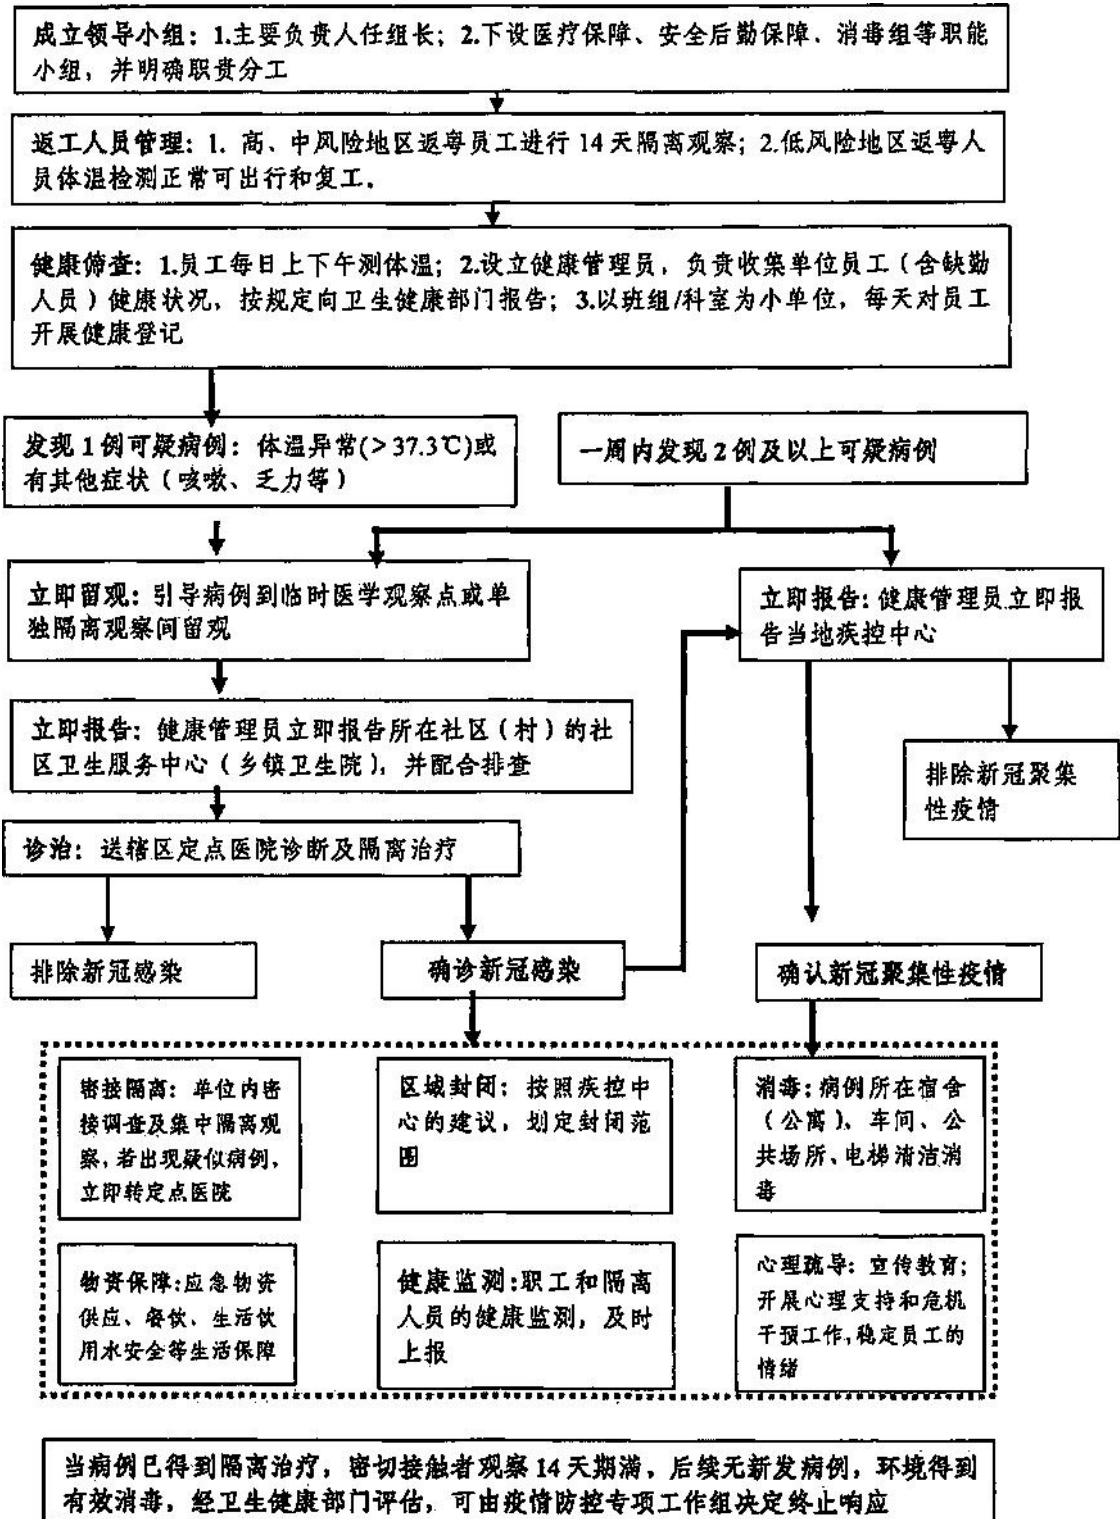 成立领导小组：1.主要负责人任组长；2.下设医疗保障、安全后勤保障、消毒组等职能
小组，并明确职责分工
返工人员管理：1. 高、中风险地区返粤员工进行14天隔离观察；2.低风险地区返粤人
员体温检测正常可出行和复工。
健康筛查：1.员工每日上下午测体温；2.设立健康管理员，负责收集单位员工（含缺勤
人员）健康状况，按规定向卫生健康部门报告；3.以班组/科室为小单位，每天对员工
开展健康登记
发现1例可疑病例：体温异常(＞37.3℃)或
有其他症状（咳嗽、乏力等）
一周内发现2例及以上可疑病例
立即留观：引导病例到临时医学观察点或单
独隔离观察间留观
立即报告：健康管理员立即报
告当地疾控中心
立即报告：健康管理员立即报告所在社区（村）的社
区卫生服务中心（乡镇卫生院），并配合排查
排除新冠聚集
性疫情
诊治：送辖区定点医院诊断及隔离治疗
排除新冠感染
确诊新冠感染
确认新冠聚集性疫情
密接隔离：单位内密
接调查及集中隔离观
察，若出现疑似病例，
立即转定点医院
区域封闭：按照疾控中
心的建议，划定封闭范
围
消毒：病例所在宿舍
（公寓）、车间、公
共场所、电梯清洁消
毒
物资保障：应急物资
供应、餐饮、生活饮
用水安全等生活保障
健康监测：职工和隔离
人员的健康监测，及时
上报
心理疏导：宣传教育；
开展心理支持和危机
干预工作，稳定员工的
情绪
当病例已得到隔离治疗，密切接触者观察14天期满，后续无新发病例，环境得到
有效消毒，经卫生健康部门评估，可由疫情防控专项工作组决定终止响应